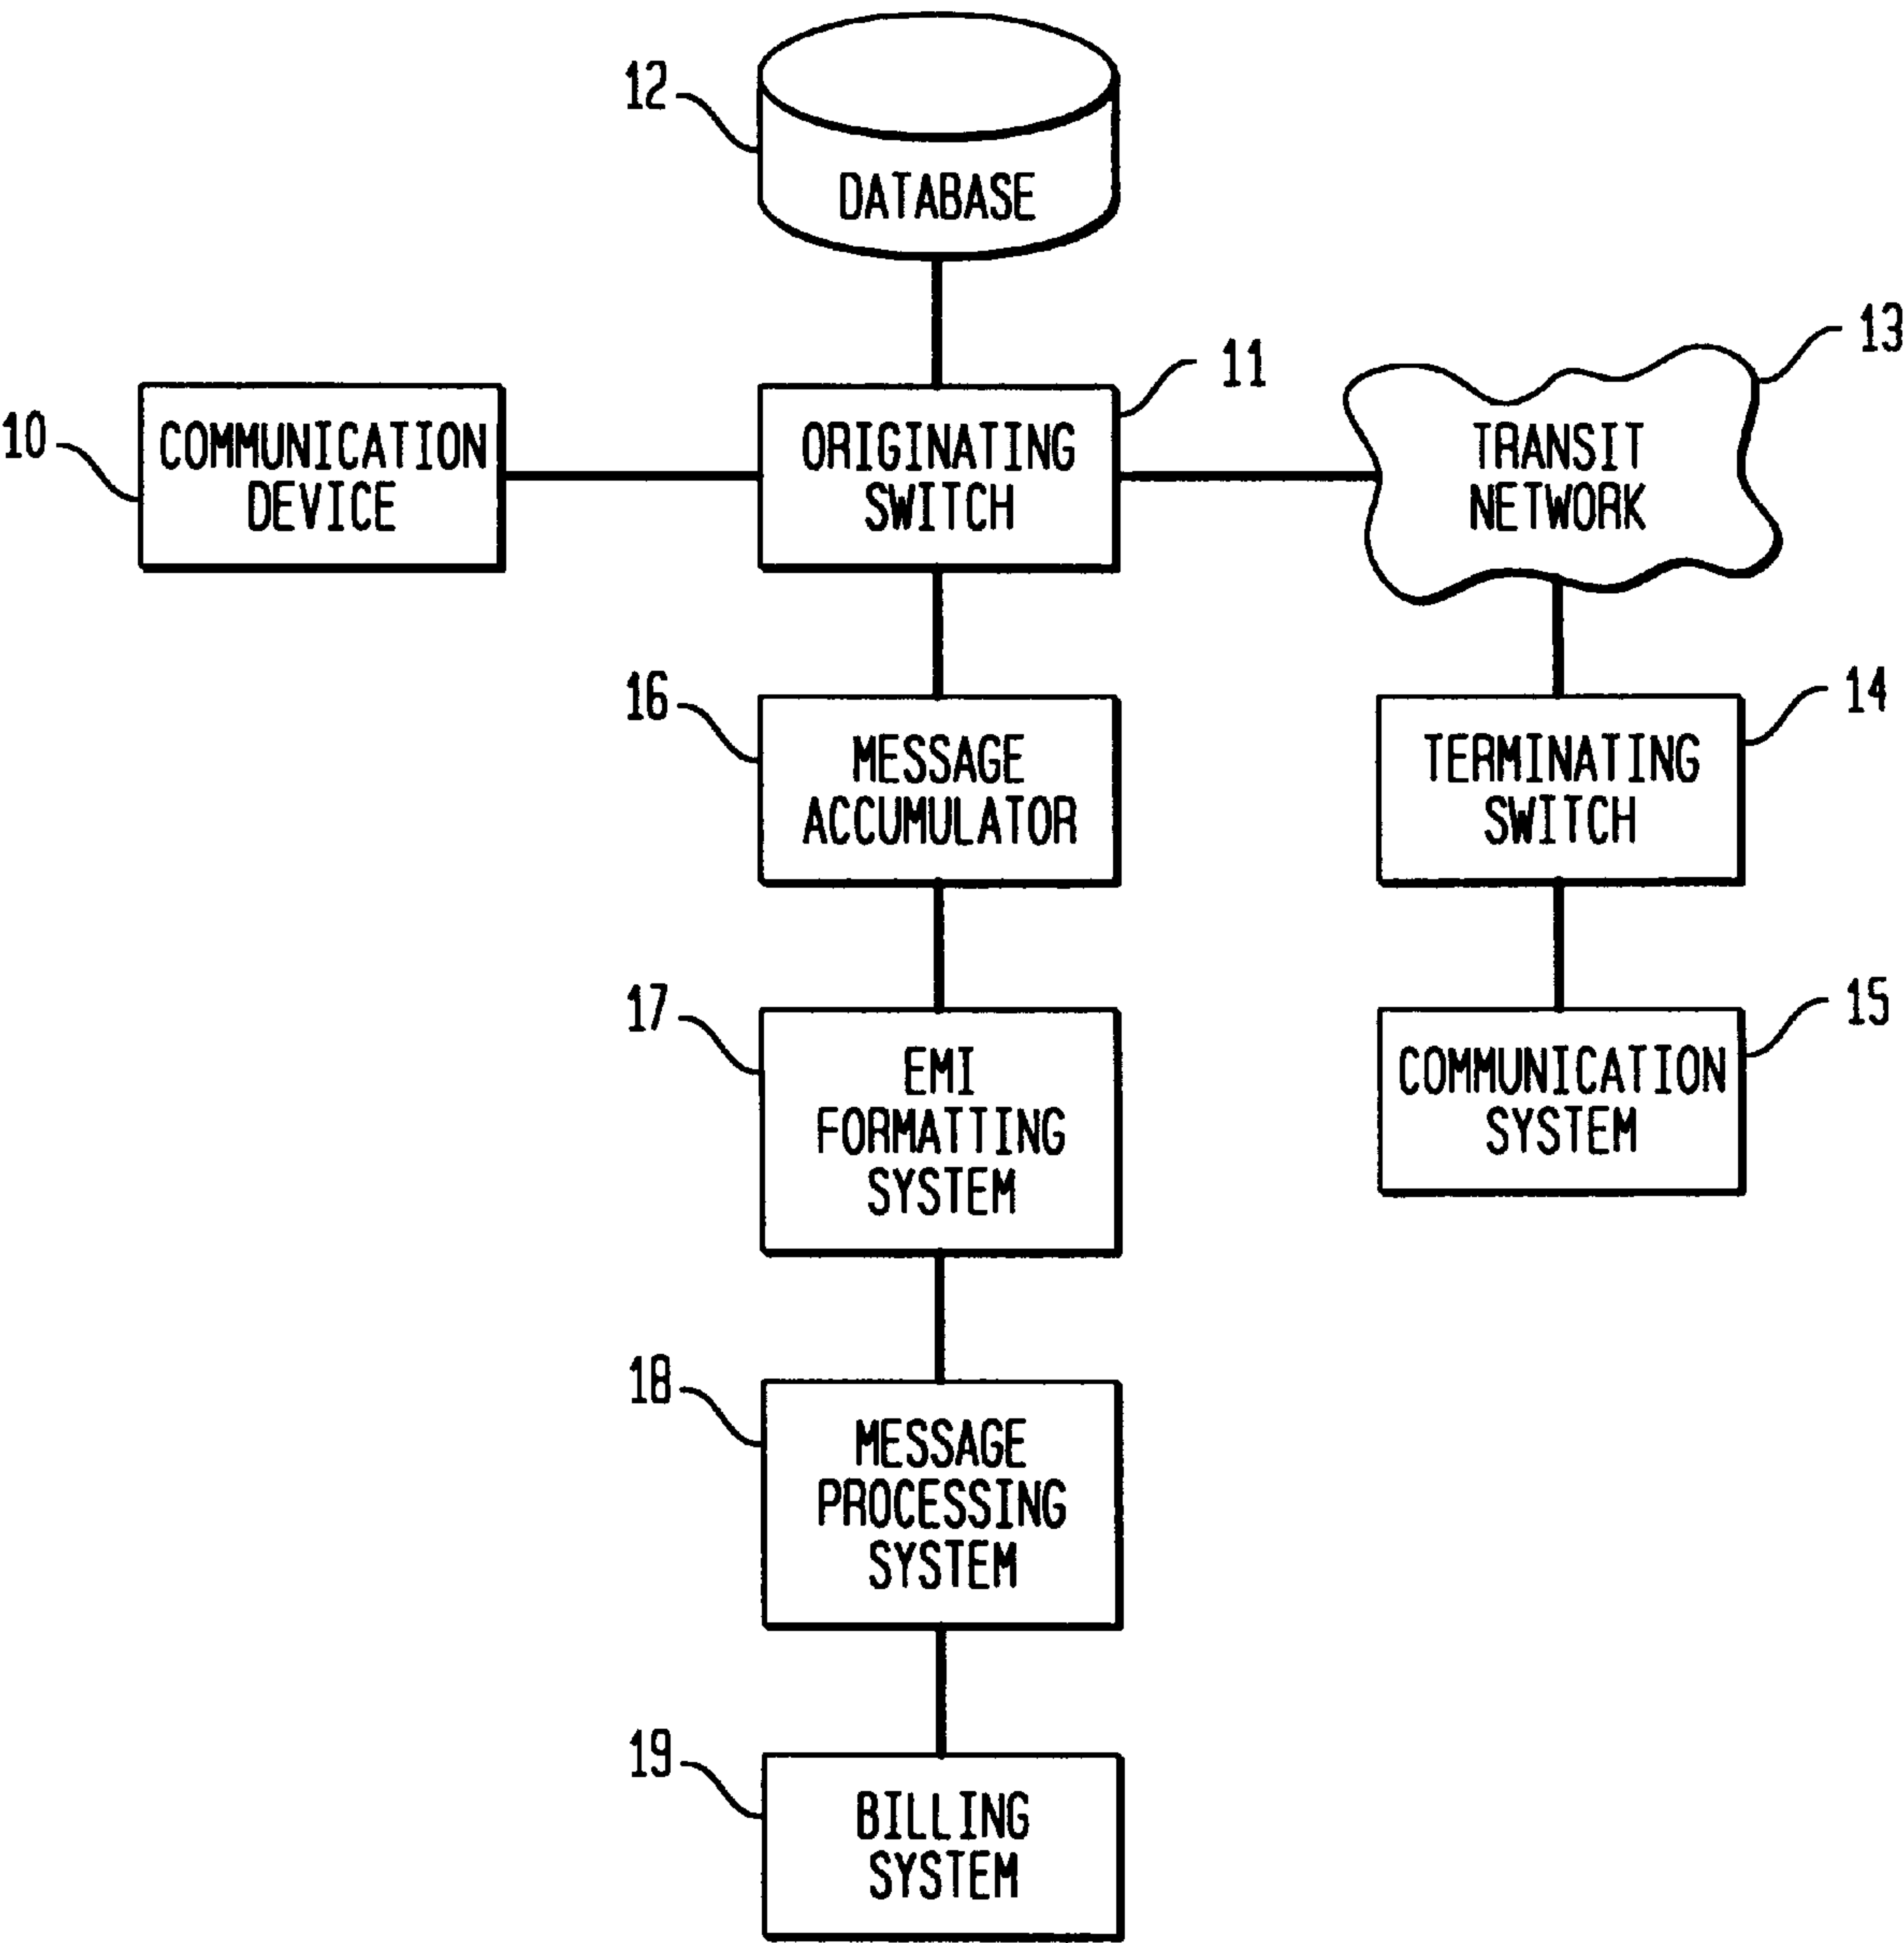 12
DATABASE
13
11
10
COMMUNICATION
DEVICE
ORIGINATING
SWITCH
TRANSIT
NETWORK
16
MESSAGE
ACCUMULATOR
14
TERMINATING
SWITCH
17
EMI
FORMATTING
SYSTEM
15
COMMUNICATION
SYSTEM
18
MESSAGE
PROCESSING
SYSTEM
19
BILLING
SYSTEM